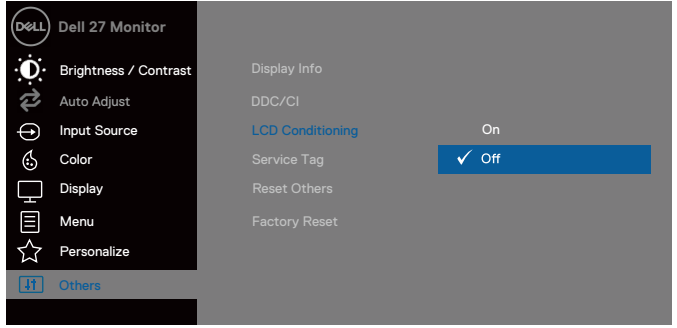 DELL Dell 27 Monitor
Brightness / Contrast
Auto Adjust
Input Source
Color
Display
Menu
Personalize
Others
Display Info
DDC/CI
LCD Conditioning
Service Tag
Reset Others
Factory Reset
On
Off